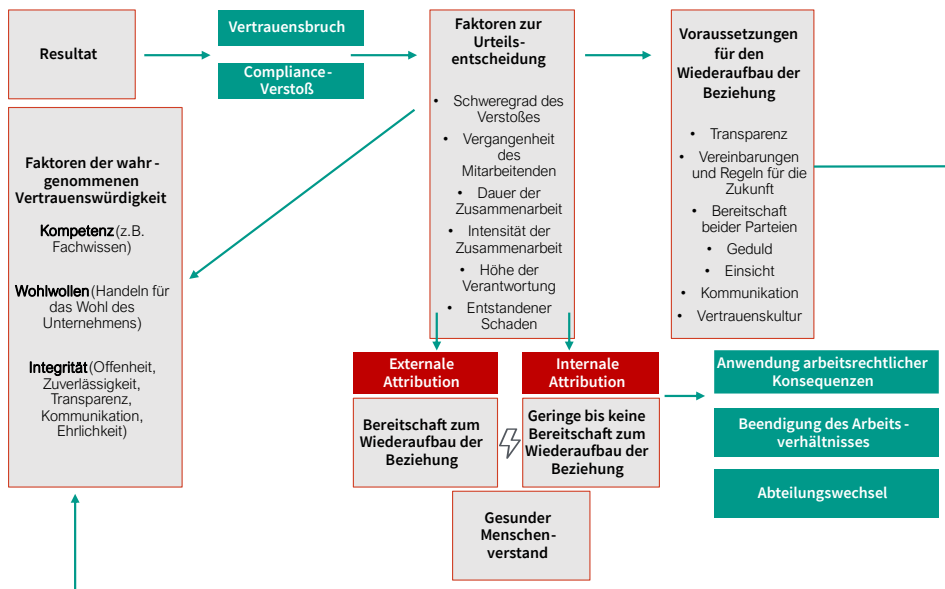 Resultat
Vertrauensbruch
Compliance-
Verstoß
Faktoren der wahr-
genommenen
Vertrauenswürdigkeit
Kompetenz (z.B.
Fachwissen)
Wohlwollen (Handeln für
das Wohl des
Unternehmens)
Integrität (Offenheit,
Zuverlässigkeit,
Transparenz,
Kommunikation,
Ehrlichkeit)
Faktoren zur
Urteils-
entscheidung
• Schweregrad des
Verstoßes
• Vergangenheit
des
Mitarbeitenden
• Dauer der
Zusammenarbeit
• Intensität der
Zusammenarbeit
• Höhe der
Verantwortung
• Entstandener
Schaden
Voraussetzungen
für den
Wiederaufbau der
Beziehung
• Transparenz
• Vereinbarungen
und Regeln für die
Zukunft
• Bereitschaft
beider Parteien
• Geduld
• Einsicht
• Kommunikation
• Vertrauenskultur
Externale
Attribution
Bereitschaft zum
Wiederaufbau der
Beziehung
Internale
Attribution
Geringe bis keine
Bereitschaft zum
Wiederaufbau der
Beziehung
Gesunder
Menschen-
verstand
Anwendung arbeitsrechtlicher
Konsequenzen
Beendigung des Arbeits-
verhältnisses
Abteilungswechsel